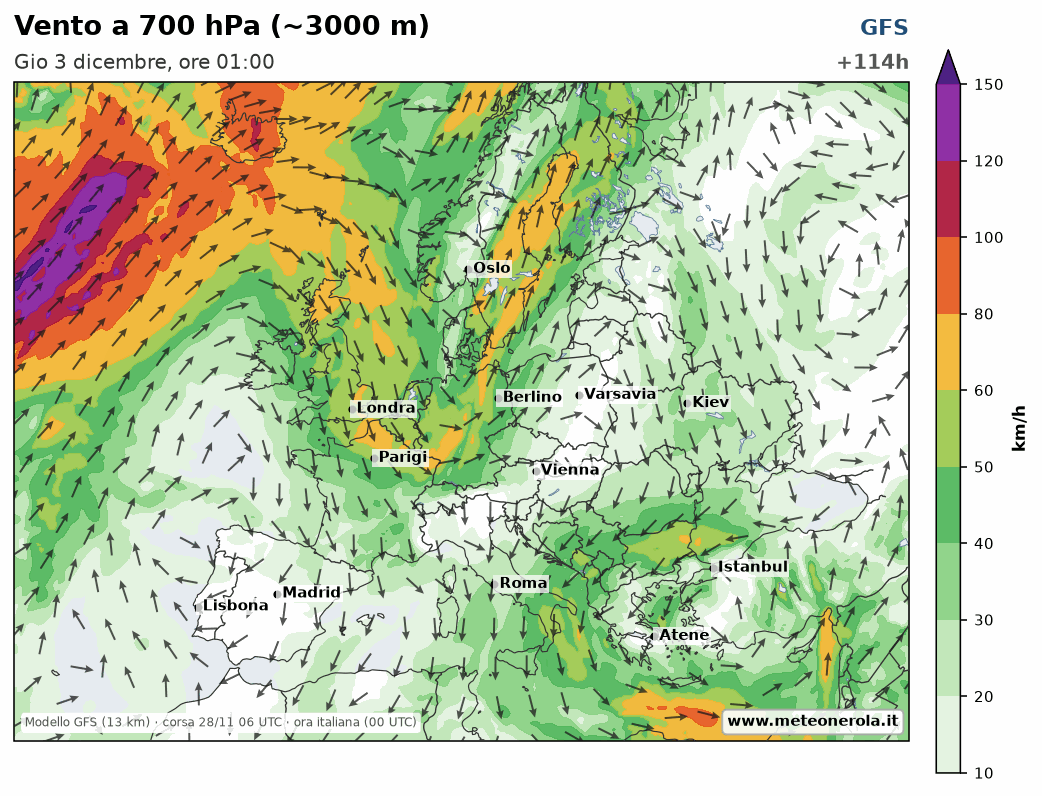 Vento a 700 hPa (~3000 m)
GFS
Gio 3 dicembre, ore 01:00
+114h
150
120
100
80
60
50
40
30
20
10
km/h
Oslo
Berlino
Varsavia
Kiev
Londra
Parigi
Vienna
Istanbul
Roma
Madrid
Lisbona
Atene
Modello GFS (13 km) · corsa 28/11 06 UTC · ora italiana (00 UTC)
www.meteonerola.it